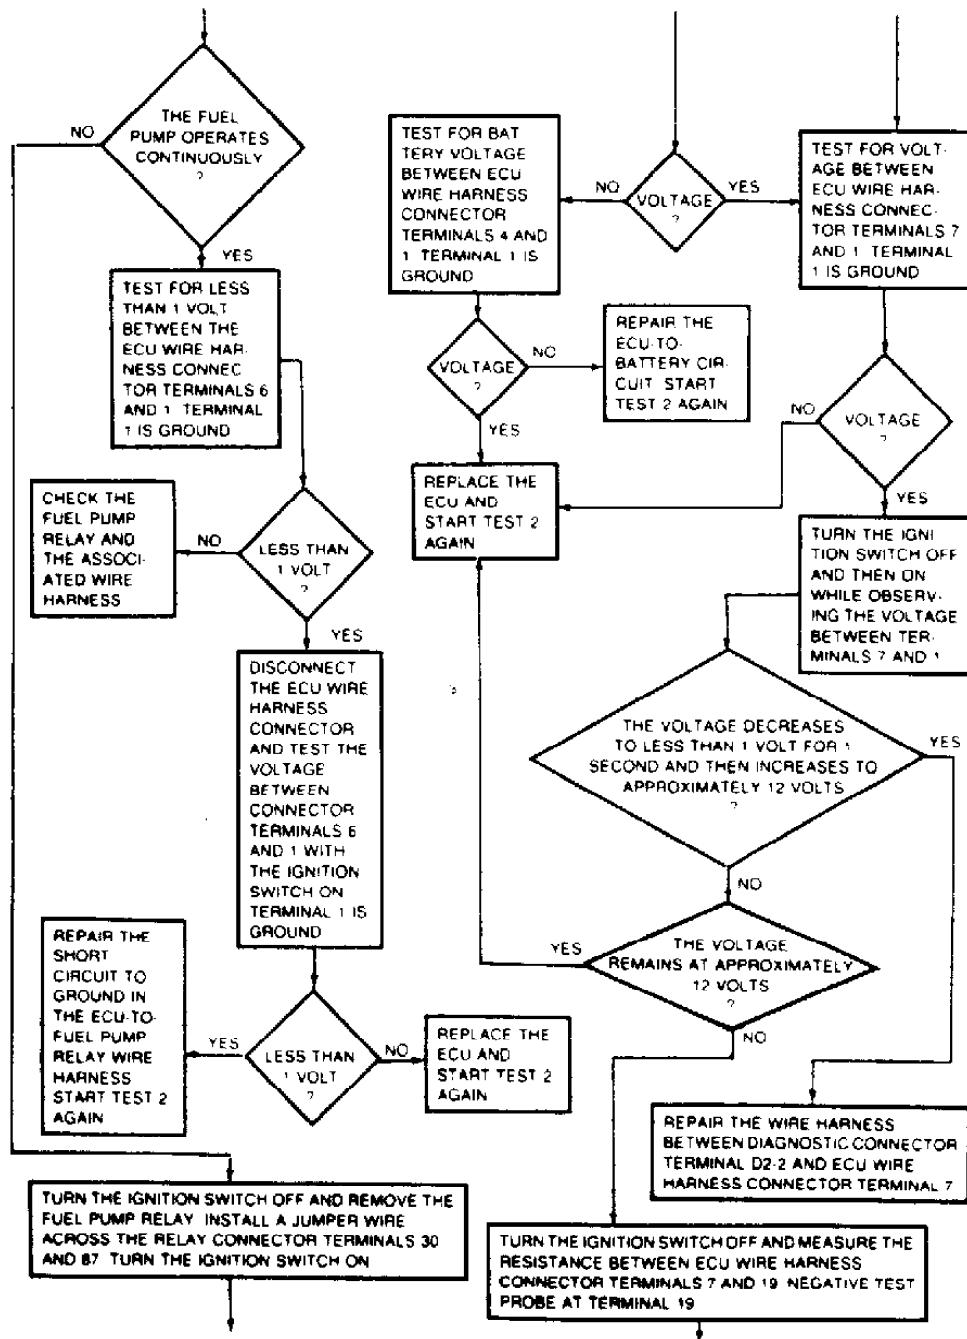 THE FUEL
PUMP OPERATES
CONTINUOUSLY
?
NO
YES
TEST FOR LESS
THAN 1 VOLT
BETWEEN THE
ECU WIRE HAR-
NESS CONNEC-
TOR TERMINALS 6
AND 1 TERMINAL
1 IS GROUND
CHECK THE
FUEL PUMP
RELAY AND
THE ASSOCI-
ATED WIRE
HARNESS
NO
LESS THAN
1 VOLT
?
YES
DISCONNECT
THE ECU WIRE
HARNESS
CONNECTOR
AND TEST THE
VOLTAGE
BETWEEN
CONNECTOR
TERMINALS 6
AND 1 WITH
THE IGNITION
SWITCH ON
TERMINAL 1 IS
GROUND
REPAIR THE
SHORT
CIRCUIT TO
GROUND IN
THE ECU-TO-
FUEL PUMP
RELAY WIRE
HARNESS
START TEST 2
AGAIN
YES
LESS THAN
1 VOLT
?
NO
REPLACE THE
ECU AND
START TEST 2
AGAIN
TURN THE IGNITION SWITCH OFF AND REMOVE THE
FUEL PUMP RELAY INSTALL A JUMPER WIRE
ACROSS THE RELAY CONNECTOR TERMINALS 30
AND 87 TURN THE IGNITION SWITCH ON
TEST FOR BAT
TERY VOLTAGE
BETWEEN ECU
WIRE HARNESS
CONNECTOR
TERMINALS 4 AND
1 TERMINAL 1 IS
GROUND
NO
VOLTAGE
?
YES
TEST FOR VOLT-
AGE BETWEEN
ECU WIRE HAR-
NESS CONNEC-
TOR TERMINALS 7
AND 1 TERMINAL
1 IS GROUND
VOLTAGE
?
NO
REPAIR THE
ECU-TO-
BATTERY CIR-
CUIT START
TEST 2 AGAIN
YES
REPLACE THE
ECU AND
START TEST 2
AGAIN
NO
VOLTAGE
?
YES
TURN THE IGNI
TION SWITCH OFF
AND THEN ON
WHILE OBSERV-
ING THE VOLTAGE
BETWEEN TER-
MINALS 7 AND 1
THE VOLTAGE DECREASES
TO LESS THAN 1 VOLT FOR 1
SECOND AND THEN INCREASES TO
APPROXIMATELY 12 VOLTS
?
YES
NO
YES
THE VOLTAGE
REMAINS AT APPROXIMATELY
12 VOLTS
?
NO
REPAIR THE WIRE HARNESS
BETWEEN DIAGNOSTIC CONNECTOR
TERMINAL D2-2 AND ECU WIRE
HARNESS CONNECTOR TERMINAL 7
TURN THE IGNITION SWITCH OFF AND MEASURE THE
RESISTANCE BETWEEN ECU WIRE HARNESS
CONNECTOR TERMINALS 7 AND 19 NEGATIVE TEST
PROBE AT TERMINAL 19